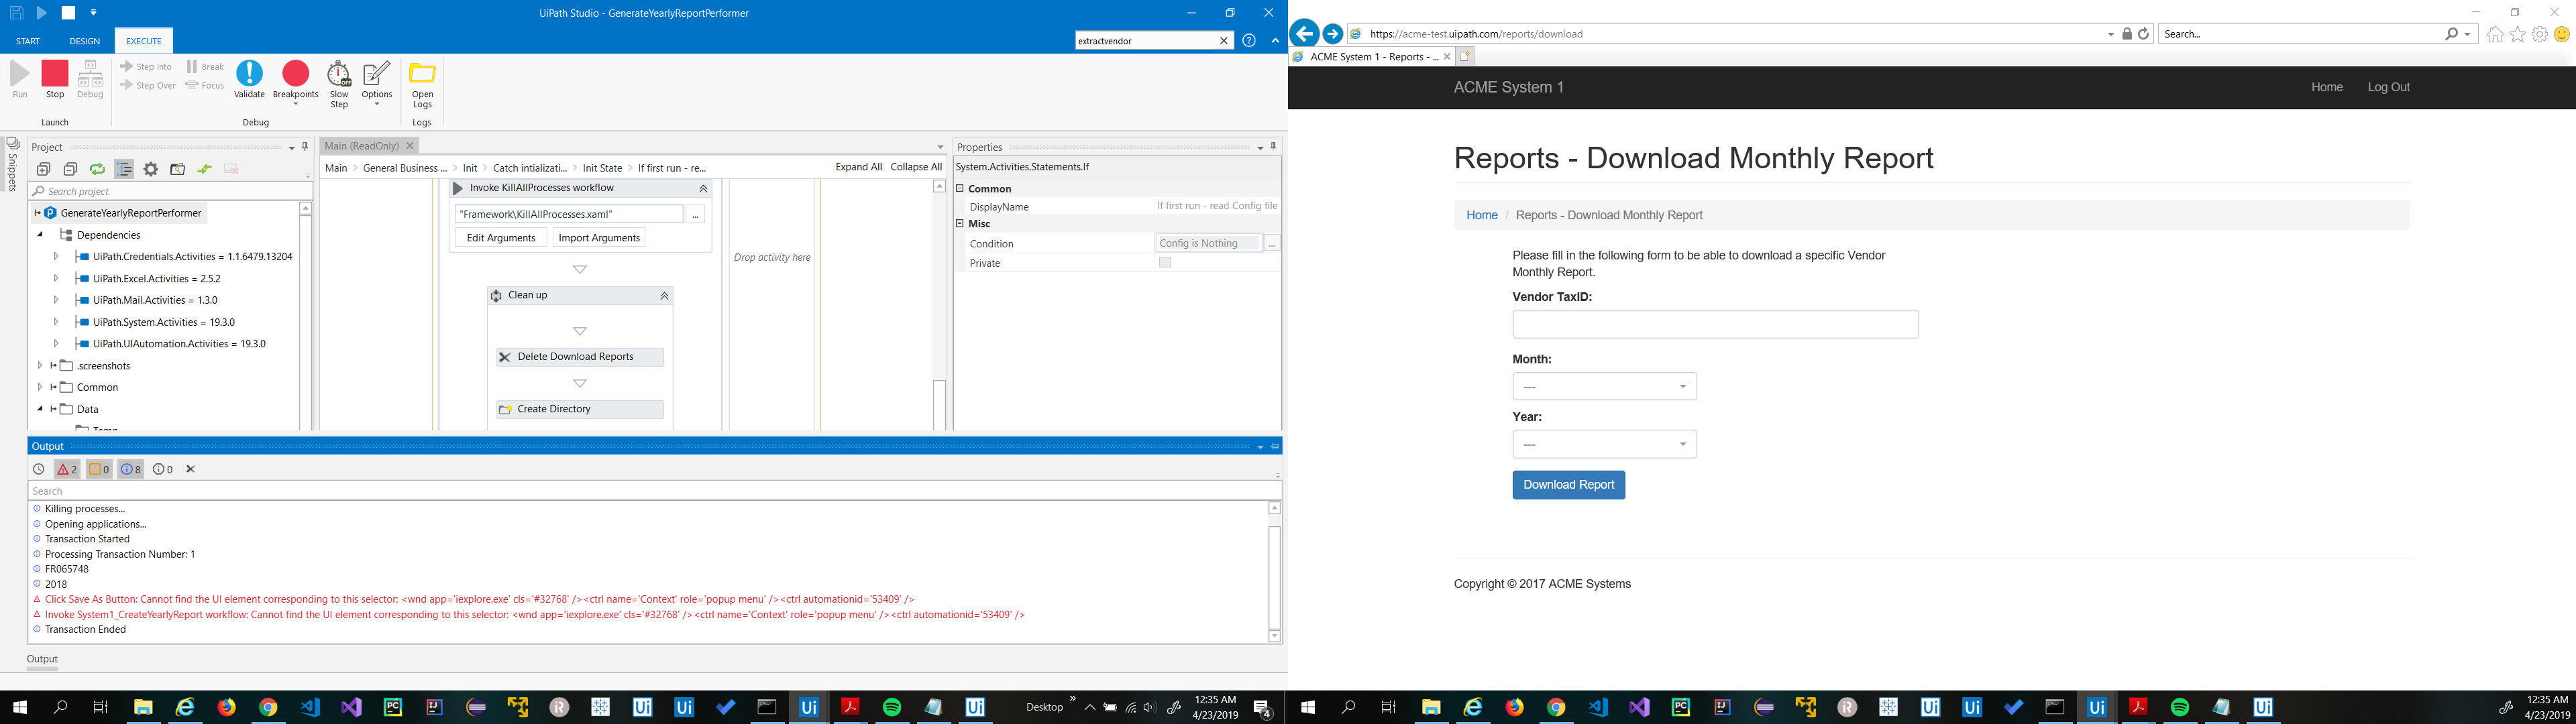 UiPath Studio - GenerateYearlyReportPerformer
START DESIGN EXECUTE
extractvendor
Run Stop Debug
Step Into Break
Step Over Focus
Validate Breakpoints Slow Step Options
Open Logs
Launch Debug Logs
Snippets
Project
Search project
GenerateYearlyReportPerformer
Dependencies
UiPath.Credentials.Activities = 1.1.6479.13204
UiPath.Excel.Activities = 2.5.2
UiPath.Mail.Activities = 1.3.0
UiPath.System.Activities = 19.3.0
UiPath.UIAutomation.Activities = 19.3.0
.screenshots
Common
Data
Temp
Main (ReadOnly)
Main General Business ... Init Catch intializati... Init State If first run - re... Expand All Collapse All
Invoke KillAllProcesses workflow
"Framework\KillAllProcesses.xaml" ...
Edit Arguments Import Arguments
Clean up
Delete Download Reports
Create Directory
Drop activity here
Properties
System.Activities.Statements.If
Common
DisplayName If first run - read Config file
Misc
Condition Config is Nothing ...
Private
Output
2 0 8 0
Search
Killing processes...
Opening applications...
Transaction Started
Processing Transaction Number: 1
FR065748
2018
Click Save As Button: Cannot find the UI element corresponding to this selector: <wnd app='iexplore.exe' cls='#32768' /><ctrl name='Context' role='popup menu' /><ctrl automationid='53409' />
Invoke System1_CreateYearlyReport workflow: Cannot find the UI element corresponding to this selector: <wnd app='iexplore.exe' cls='#32768' /><ctrl name='Context' role='popup menu' /><ctrl automationid='53409' />
Transaction Ended
Output
Desktop
12:35 AM
4/23/2019
4
https://acme-test.uipath.com/reports/download
Search...
ACME System 1 - Reports - ...
ACME System 1 Home Log Out
Reports - Download Monthly Report
Home / Reports - Download Monthly Report
Please fill in the following form to be able to download a specific Vendor
Monthly Report.
Vendor TaxID:
Month:
---
Year:
---
Download Report
Copyright © 2017 ACME Systems
12:35 AM
4/23/2019